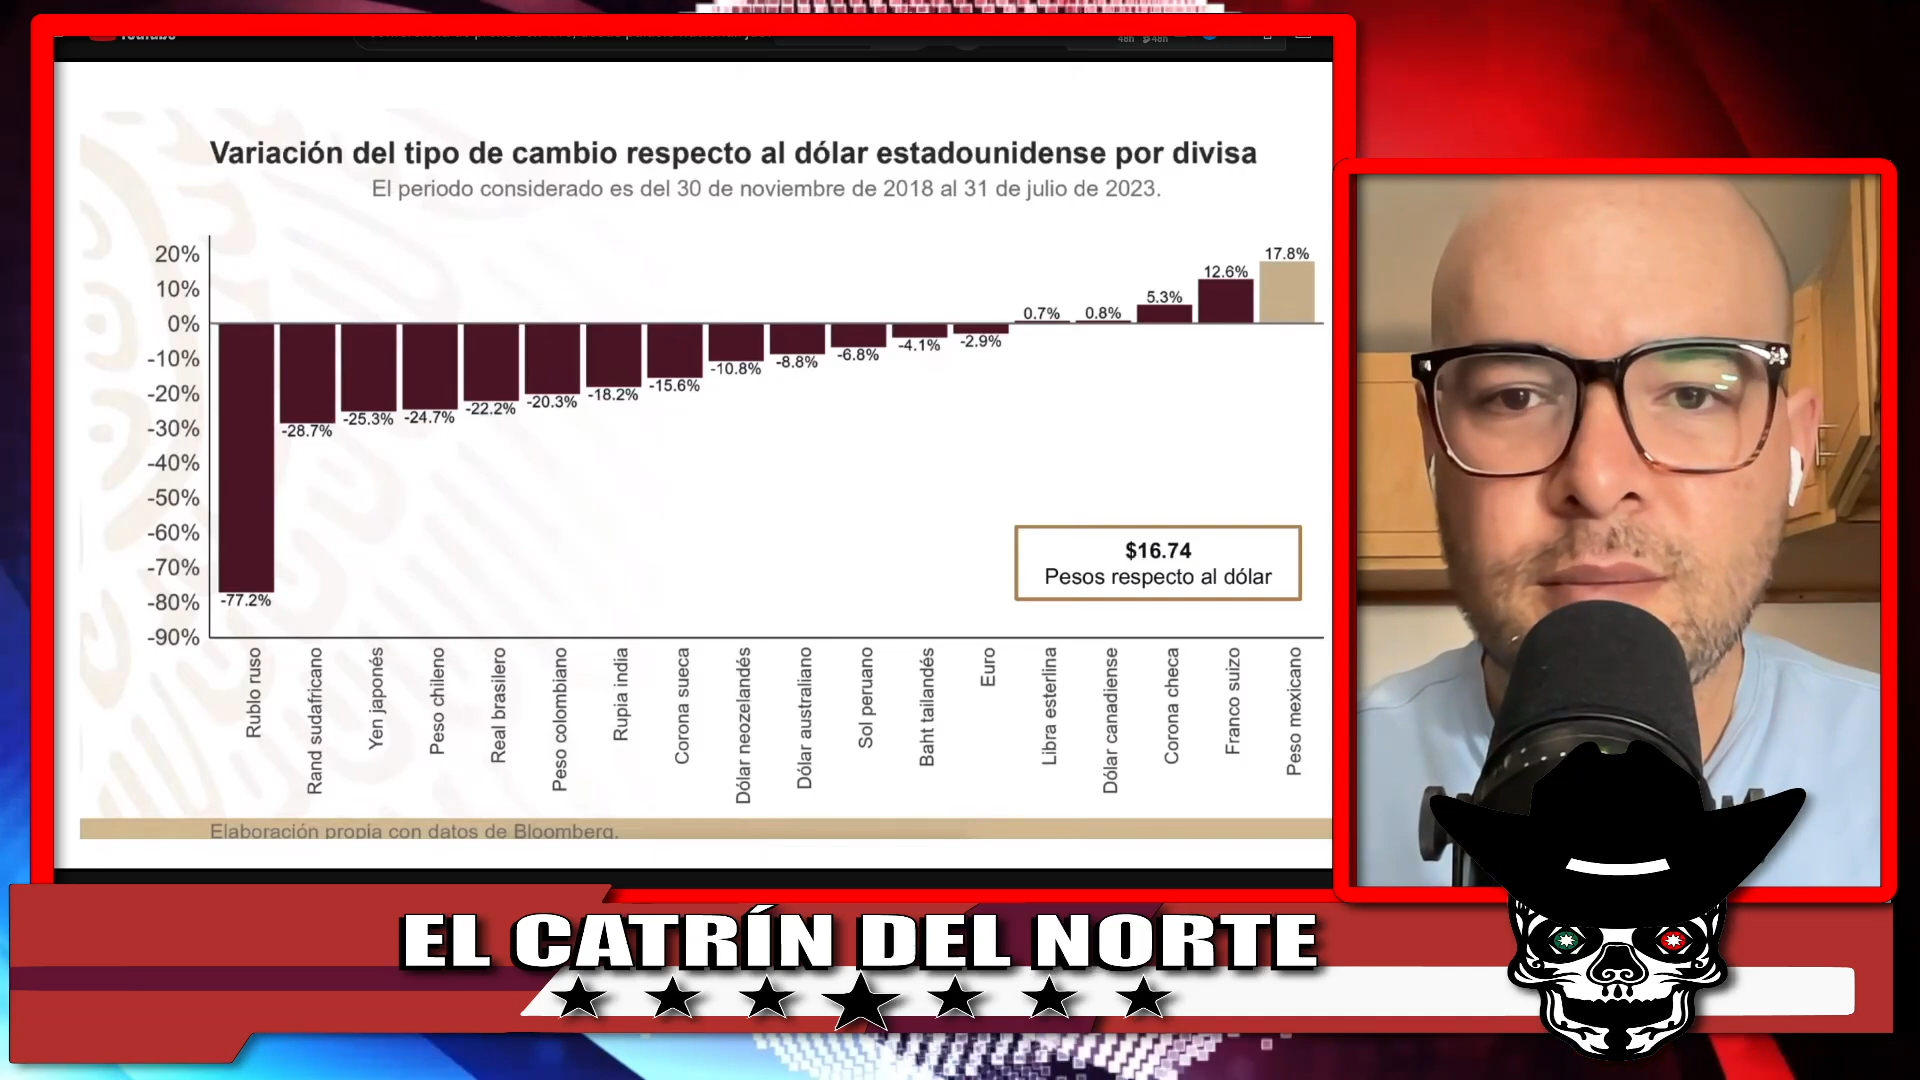 YouTube
48h 48h
Variación del tipo de cambio respecto al dólar estadounidense por divisa
El periodo considerado es del 30 de noviembre de 2018 al 31 de julio de 2023.
20%
10%
0%
-10%
-20%
-30%
-40%
-50%
-60%
-70%
-80%
-90%
-77.2%
-28.7%
-25.3%
-24.7%
-22.2%
-20.3%
-18.2%
-15.6%
-10.8%
-8.8%
-6.8%
-4.1%
-2.9%
0.7%
0.8%
5.3%
12.6%
17.8%
$16.74
Pesos respecto al dólar
Rublo ruso
Rand sudafricano
Yen japonés
Peso chileno
Real brasilero
Peso colombiano
Rupia india
Corona sueca
Dólar neozelandés
Dólar australiano
Sol peruano
Baht tailandés
Euro
Libra esterlina
Dólar canadiense
Corona checa
Franco suizo
Peso mexicano
Elaboración propia con datos de Bloomberg.
EL CATRÍN DEL NORTE